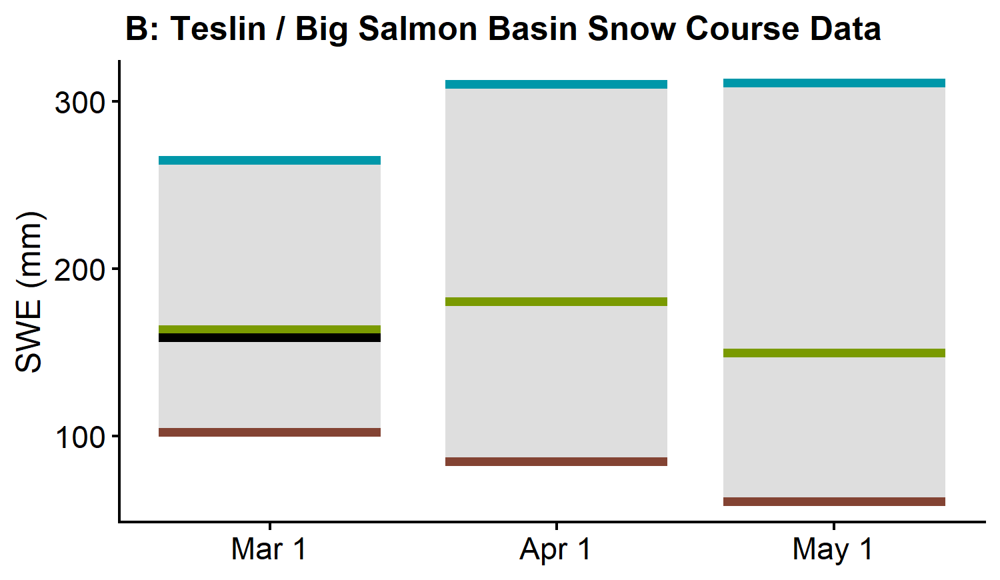 B: Teslin / Big Salmon Basin Snow Course Data
SWE (mm)
300
200
100
Mar 1
Apr 1
May 1